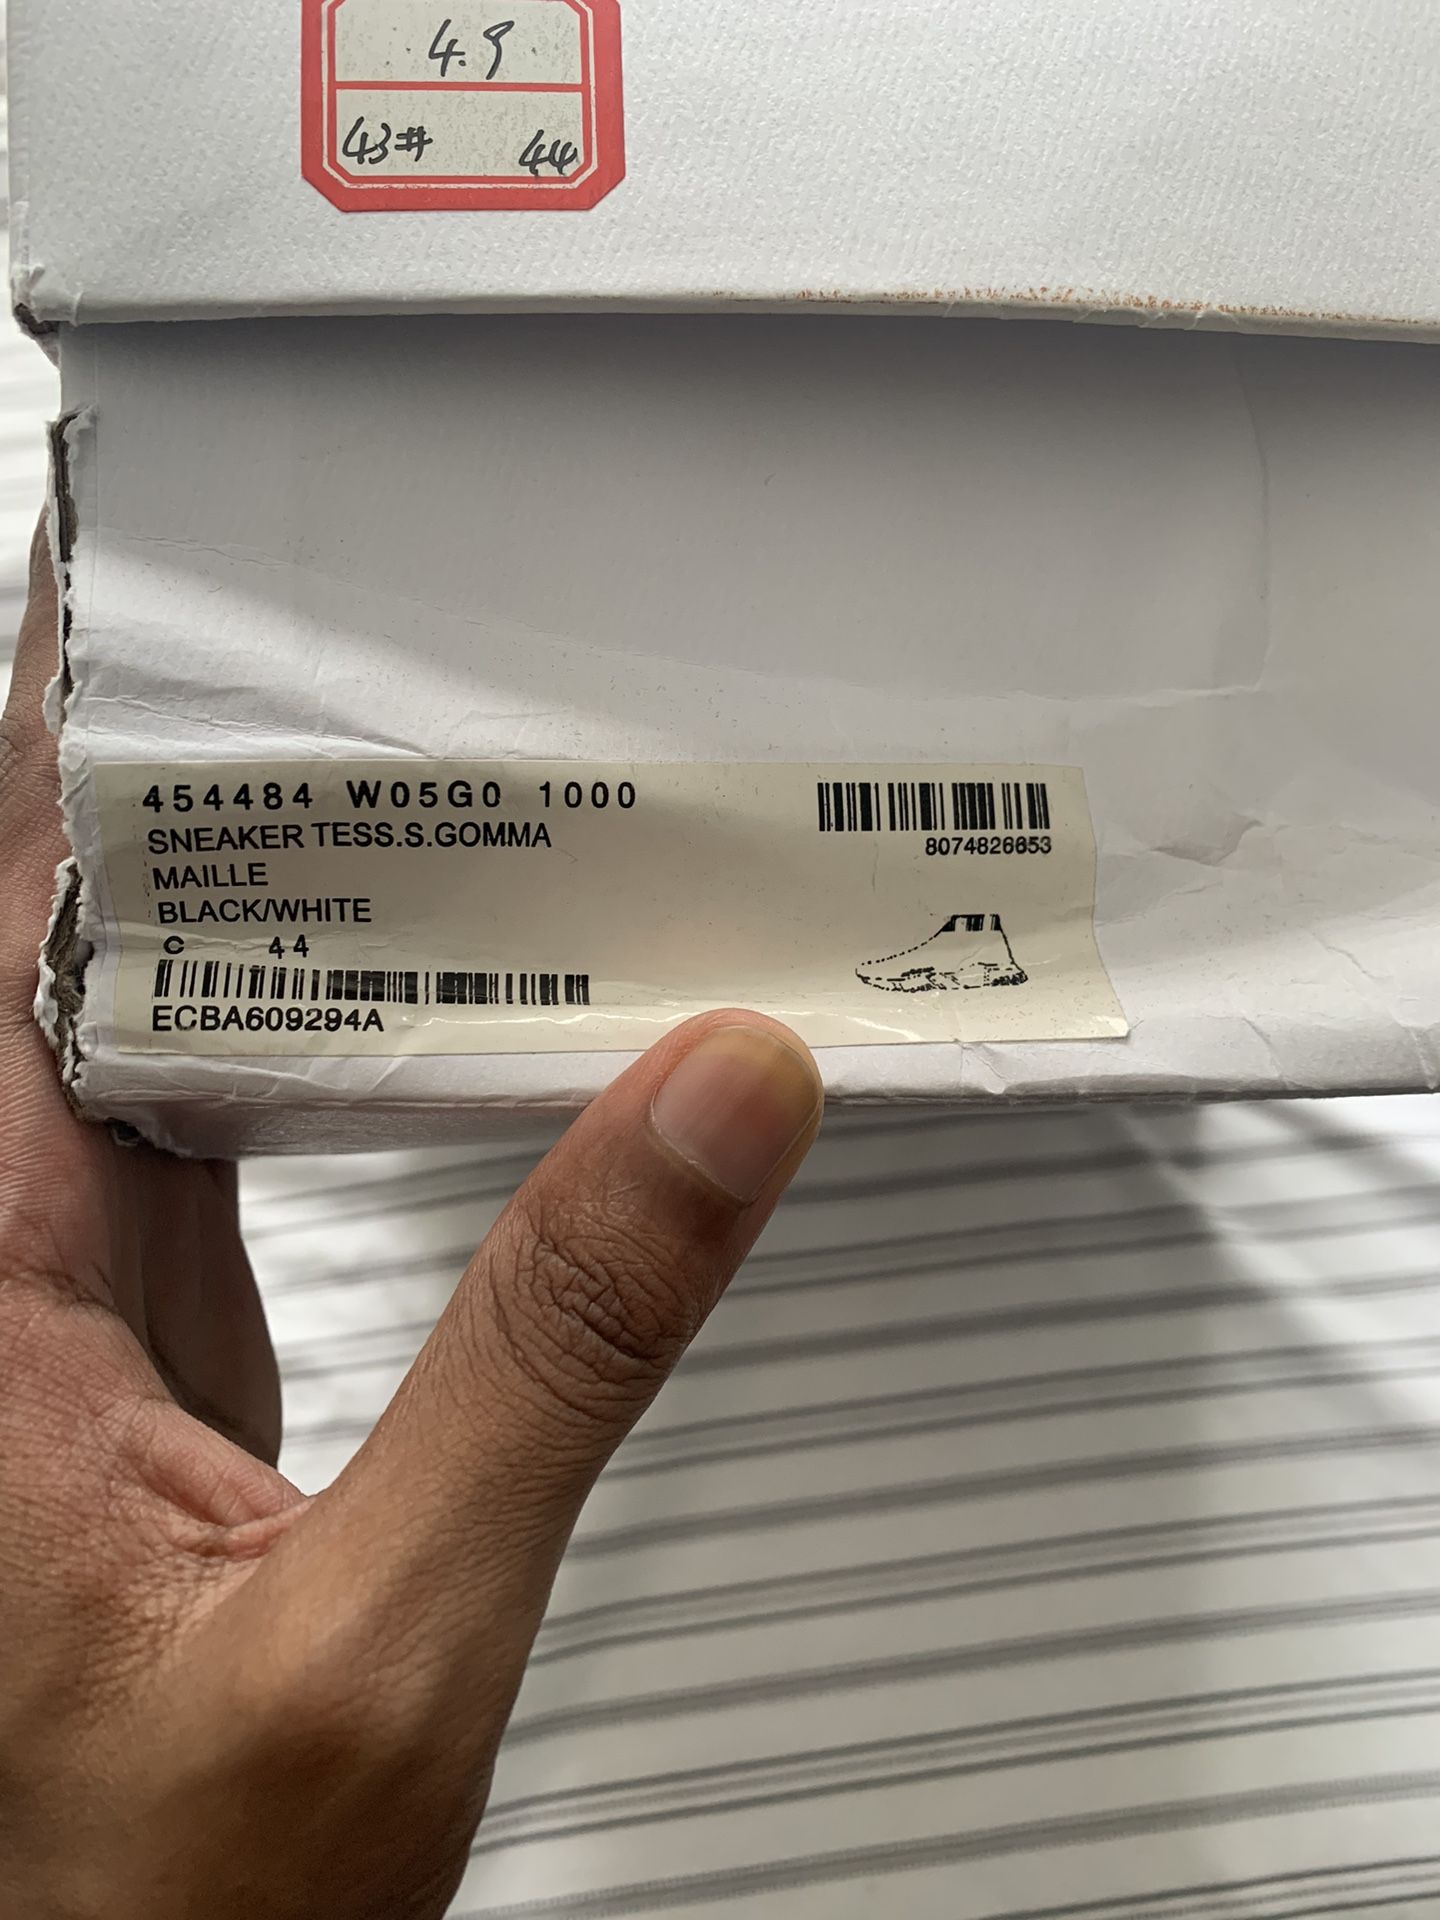 4.9
43# 44
454484 W05G0 1000
SNEAKER TESS.S.GOMMA
MAILLE
BLACK/WHITE
C 44
ECBA609294A
8074826653